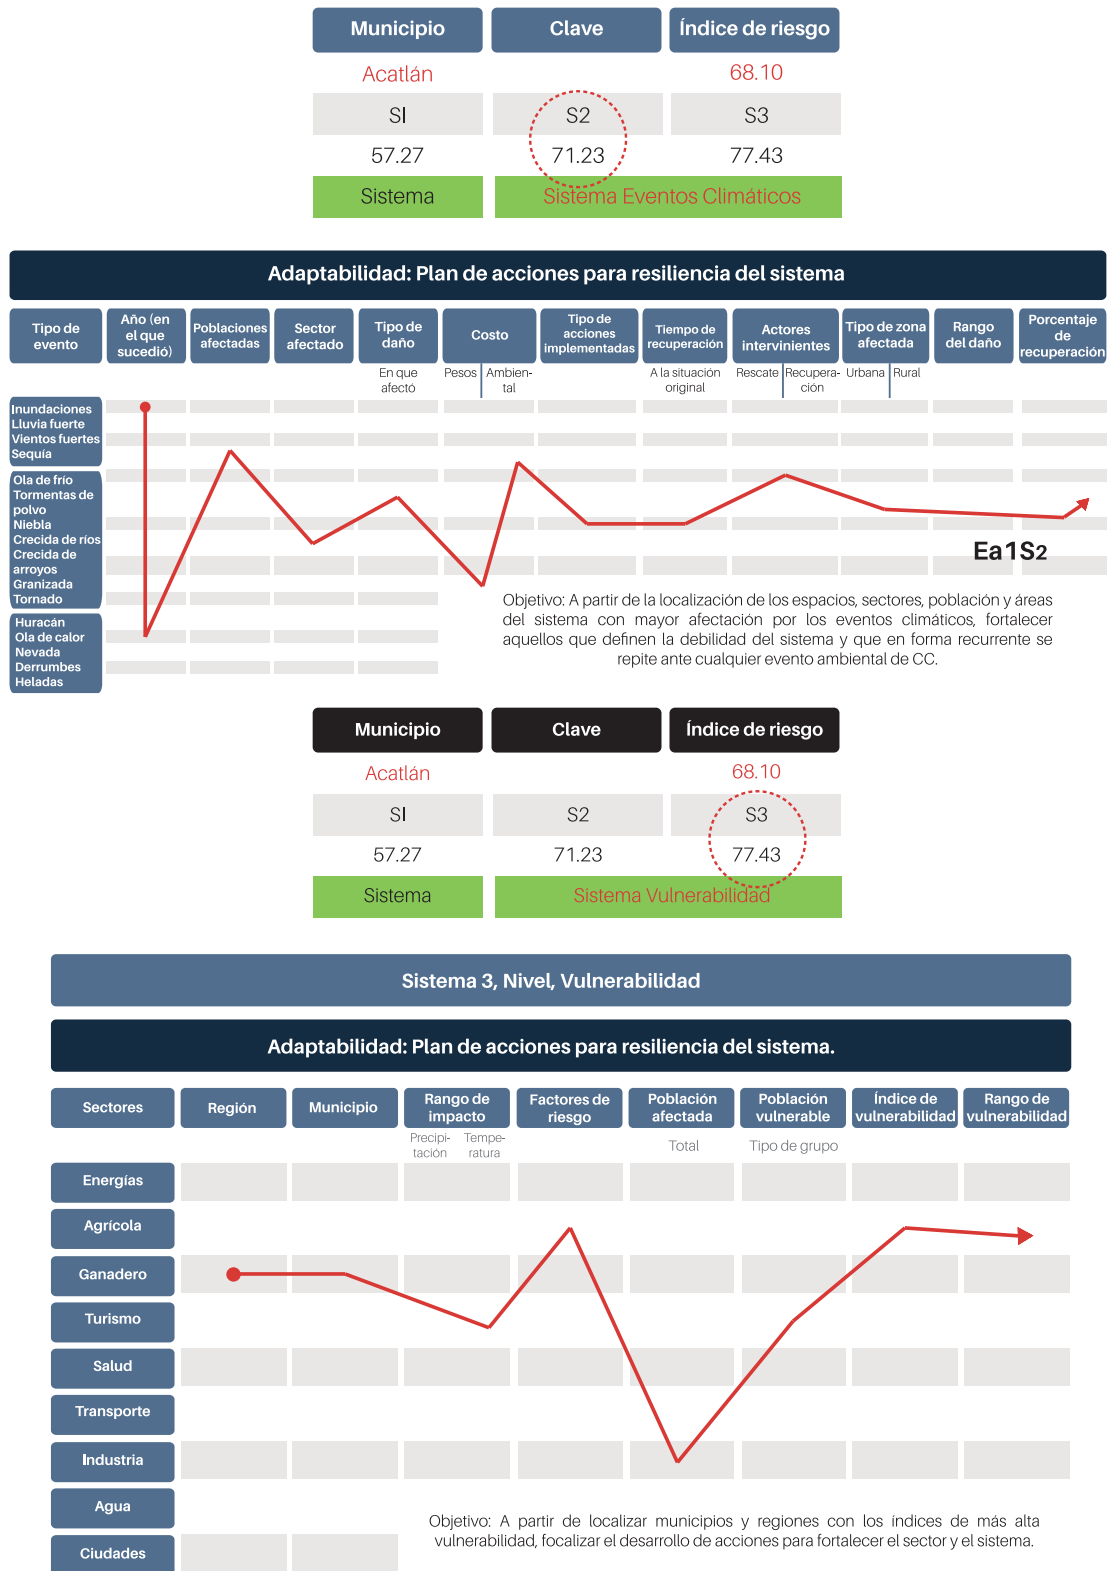 Municipio Clave Índice de riesgo
Acatlán 68.10
SI S2 S3
57.27 71.23 77.43
Sistema Sistema Eventos Climáticos
Adaptabilidad: Plan de acciones para resiliencia del sistema
Tipo de evento
Año (en el que sucedió)
Poblaciones afectadas
Sector afectado
Tipo de daño
Costo
Tipo de acciones implementadas
Tiempo de recuperación
Actores intervinientes
Tipo de zona afectada
Rango del daño
Porcentaje de recuperación
En que afectó
Pesos
Ambien-
tal
A la situación original
Rescate
Recupera-
ción
Urbana
Rural
Inundaciones
Lluvia fuerte
Vientos fuertes
Sequía
Ola de frío
Tormentas de
polvo
Niebla
Crecida de ríos
Crecida de
arroyos
Granizada
Tornado
Huracán
Ola de calor
Nevada
Derrumbes
Heladas
Ea1S2
Objetivo: A partir de la localización de los espacios, sectores, población y áreas
del sistema con mayor afectación por los eventos climáticos, fortalecer
aquellos que definen la debilidad del sistema y que en forma recurrente se
repite ante cualquier evento ambiental de CC.
Municipio Clave Índice de riesgo
Acatlán 68.10
SI S2 S3
57.27 71.23 77.43
Sistema Sistema Vulnerabilidad
Sistema 3, Nivel, Vulnerabilidad
Adaptabilidad: Plan de acciones para resiliencia del sistema.
Sectores
Región
Municipio
Rango de impacto
Factores de riesgo
Población afectada
Población vulnerable
Índice de vulnerabilidad
Rango de vulnerabilidad
Precipi-
tación
Tempe-
ratura
Total
Tipo de grupo
Energías
Agrícola
Ganadero
Turismo
Salud
Transporte
Industria
Agua
Ciudades
Objetivo: A partir de localizar municipios y regiones con los índices de más alta
vulnerabilidad, focalizar el desarrollo de acciones para fortalecer el sector y el sistema.